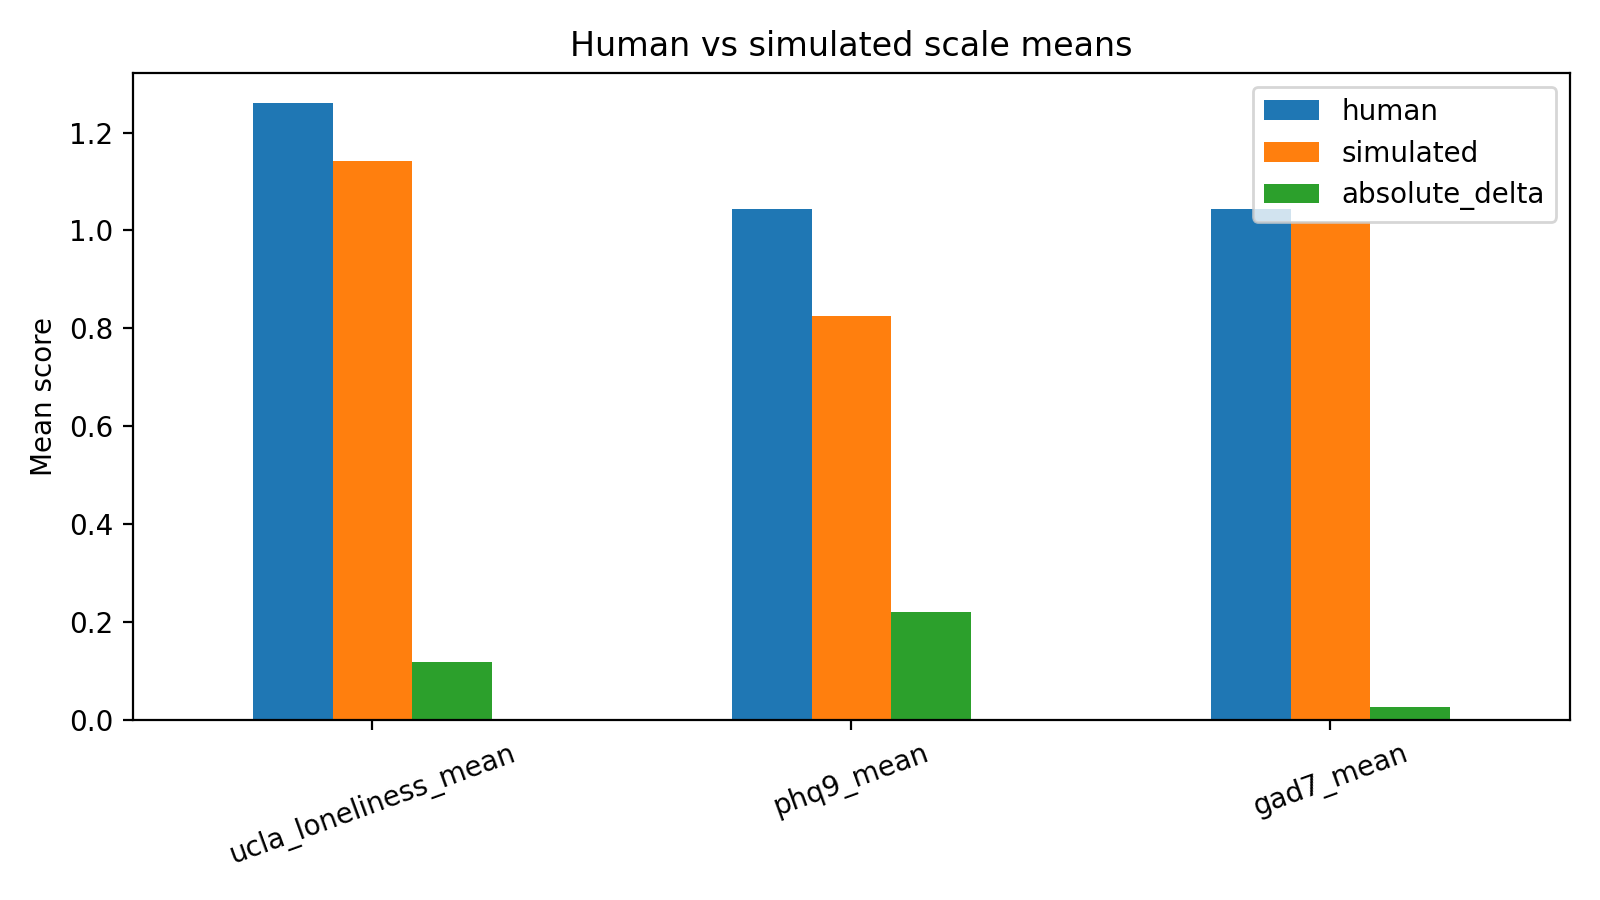 Human vs simulated scale means
human
simulated
absolute_delta
Mean score
1.2
1.0
0.8
0.6
0.4
0.2
0.0
ucla_loneliness_mean
phq9_mean
gad7_mean